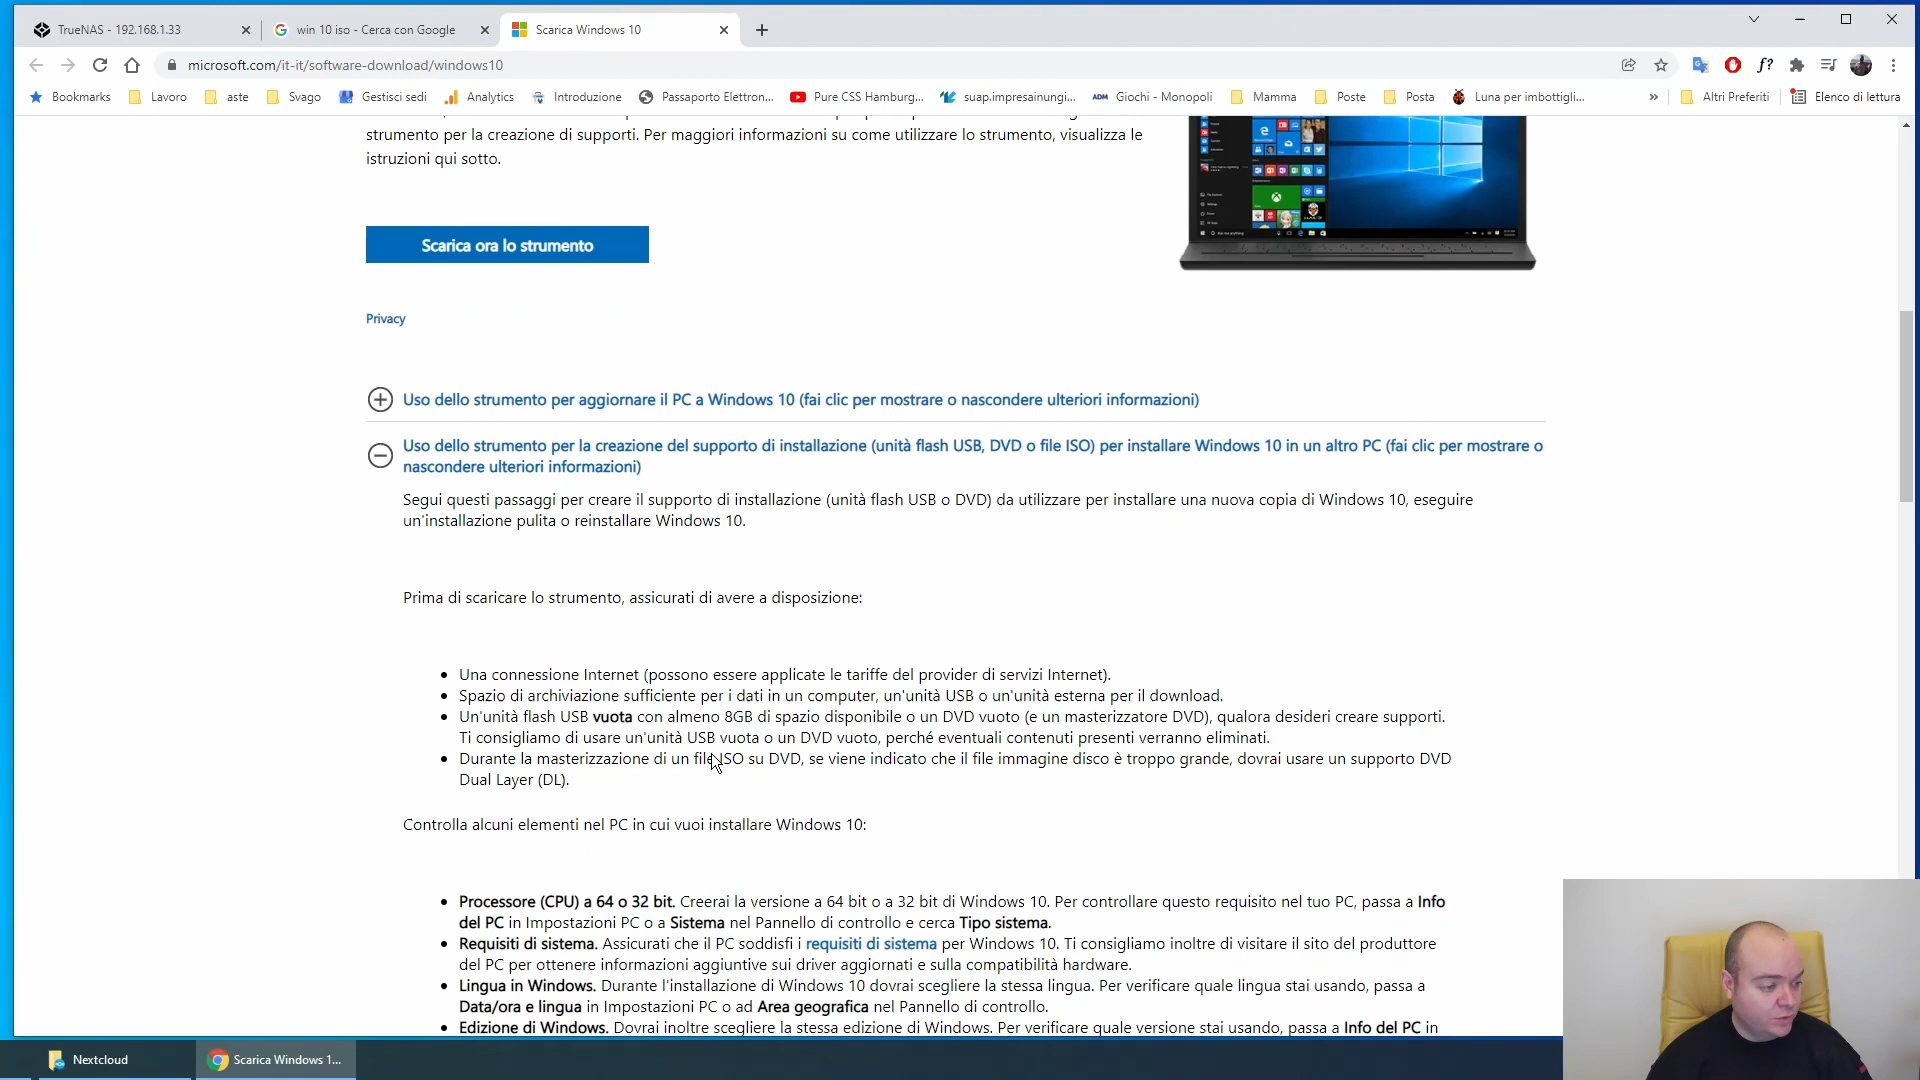 TrueNAS - 192.168.1.33
win 10 iso - Cerca con Google
Scarica Windows 10
microsoft.com/it-it/software-download/windows10
f?
Bookmarks
Lavoro
aste
Svago
Gestisci sedi
Analytics
Introduzione
Passaporto Elettron...
Pure CSS Hamburg...
suap.impresainungi...
ADM
Giochi - Monopoli
Mamma
Poste
Posta
Luna per imbottigli...
»
Altri Preferiti
Elenco di lettura
strumento per la creazione di supporti. Per maggiori informazioni su come utilizzare lo strumento, visualizza le
istruzioni qui sotto.
Scarica ora lo strumento
Privacy
Uso dello strumento per aggiornare il PC a Windows 10 (fai clic per mostrare o nascondere ulteriori informazioni)
Uso dello strumento per la creazione del supporto di installazione (unità flash USB, DVD o file ISO) per installare Windows 10 in un altro PC (fai clic per mostrare o
nascondere ulteriori informazioni)
Segui questi passaggi per creare il supporto di installazione (unità flash USB o DVD) da utilizzare per installare una nuova copia di Windows 10, eseguire
un'installazione pulita o reinstallare Windows 10.
Prima di scaricare lo strumento, assicurati di avere a disposizione:
• Una connessione Internet (possono essere applicate le tariffe del provider di servizi Internet).
• Spazio di archiviazione sufficiente per i dati in un computer, un'unità USB o un'unità esterna per il download.
• Un'unità flash USB vuota con almeno 8GB di spazio disponibile o un DVD vuoto (e un masterizzatore DVD), qualora desideri creare supporti.
Ti consigliamo di usare un'unità USB vuota o un DVD vuoto, perché eventuali contenuti presenti verranno eliminati.
• Durante la masterizzazione di un file ISO su DVD, se viene indicato che il file immagine disco è troppo grande, dovrai usare un supporto DVD
Dual Layer (DL).
Controlla alcuni elementi nel PC in cui vuoi installare Windows 10:
• Processore (CPU) a 64 o 32 bit. Creerai la versione a 64 bit o a 32 bit di Windows 10. Per controllare questo requisito nel tuo PC, passa a Info
del PC in Impostazioni PC o a Sistema nel Pannello di controllo e cerca Tipo sistema.
• Requisiti di sistema. Assicurati che il PC soddisfi i requisiti di sistema per Windows 10. Ti consigliamo inoltre di visitare il sito del produttore
del PC per ottenere informazioni aggiuntive sui driver aggiornati e sulla compatibilità hardware.
• Lingua in Windows. Durante l'installazione di Windows 10 dovrai scegliere la stessa lingua. Per verificare quale lingua stai usando, passa a
Data/ora e lingua in Impostazioni PC o ad Area geografica nel Pannello di controllo.
• Edizione di Windows. Dovrai inoltre scegliere la stessa edizione di Windows. Per verificare quale versione stai usando, passa a Info del PC in
Nextcloud
Scarica Windows 1...